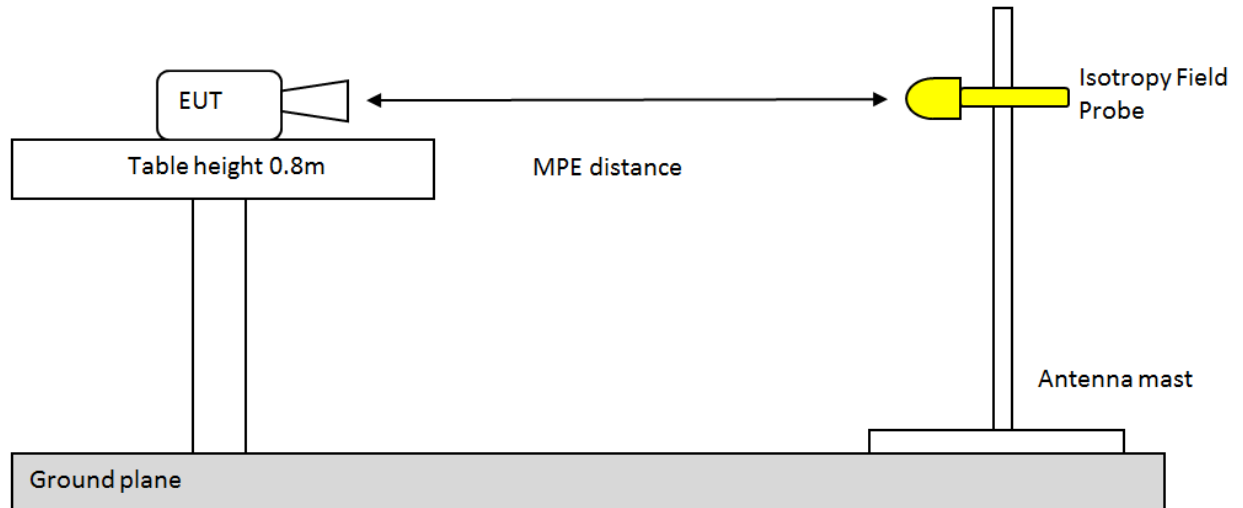 EUT
Isotropy Field
Probe
Table height 0.8m
MPE distance
Antenna mast
Ground plane